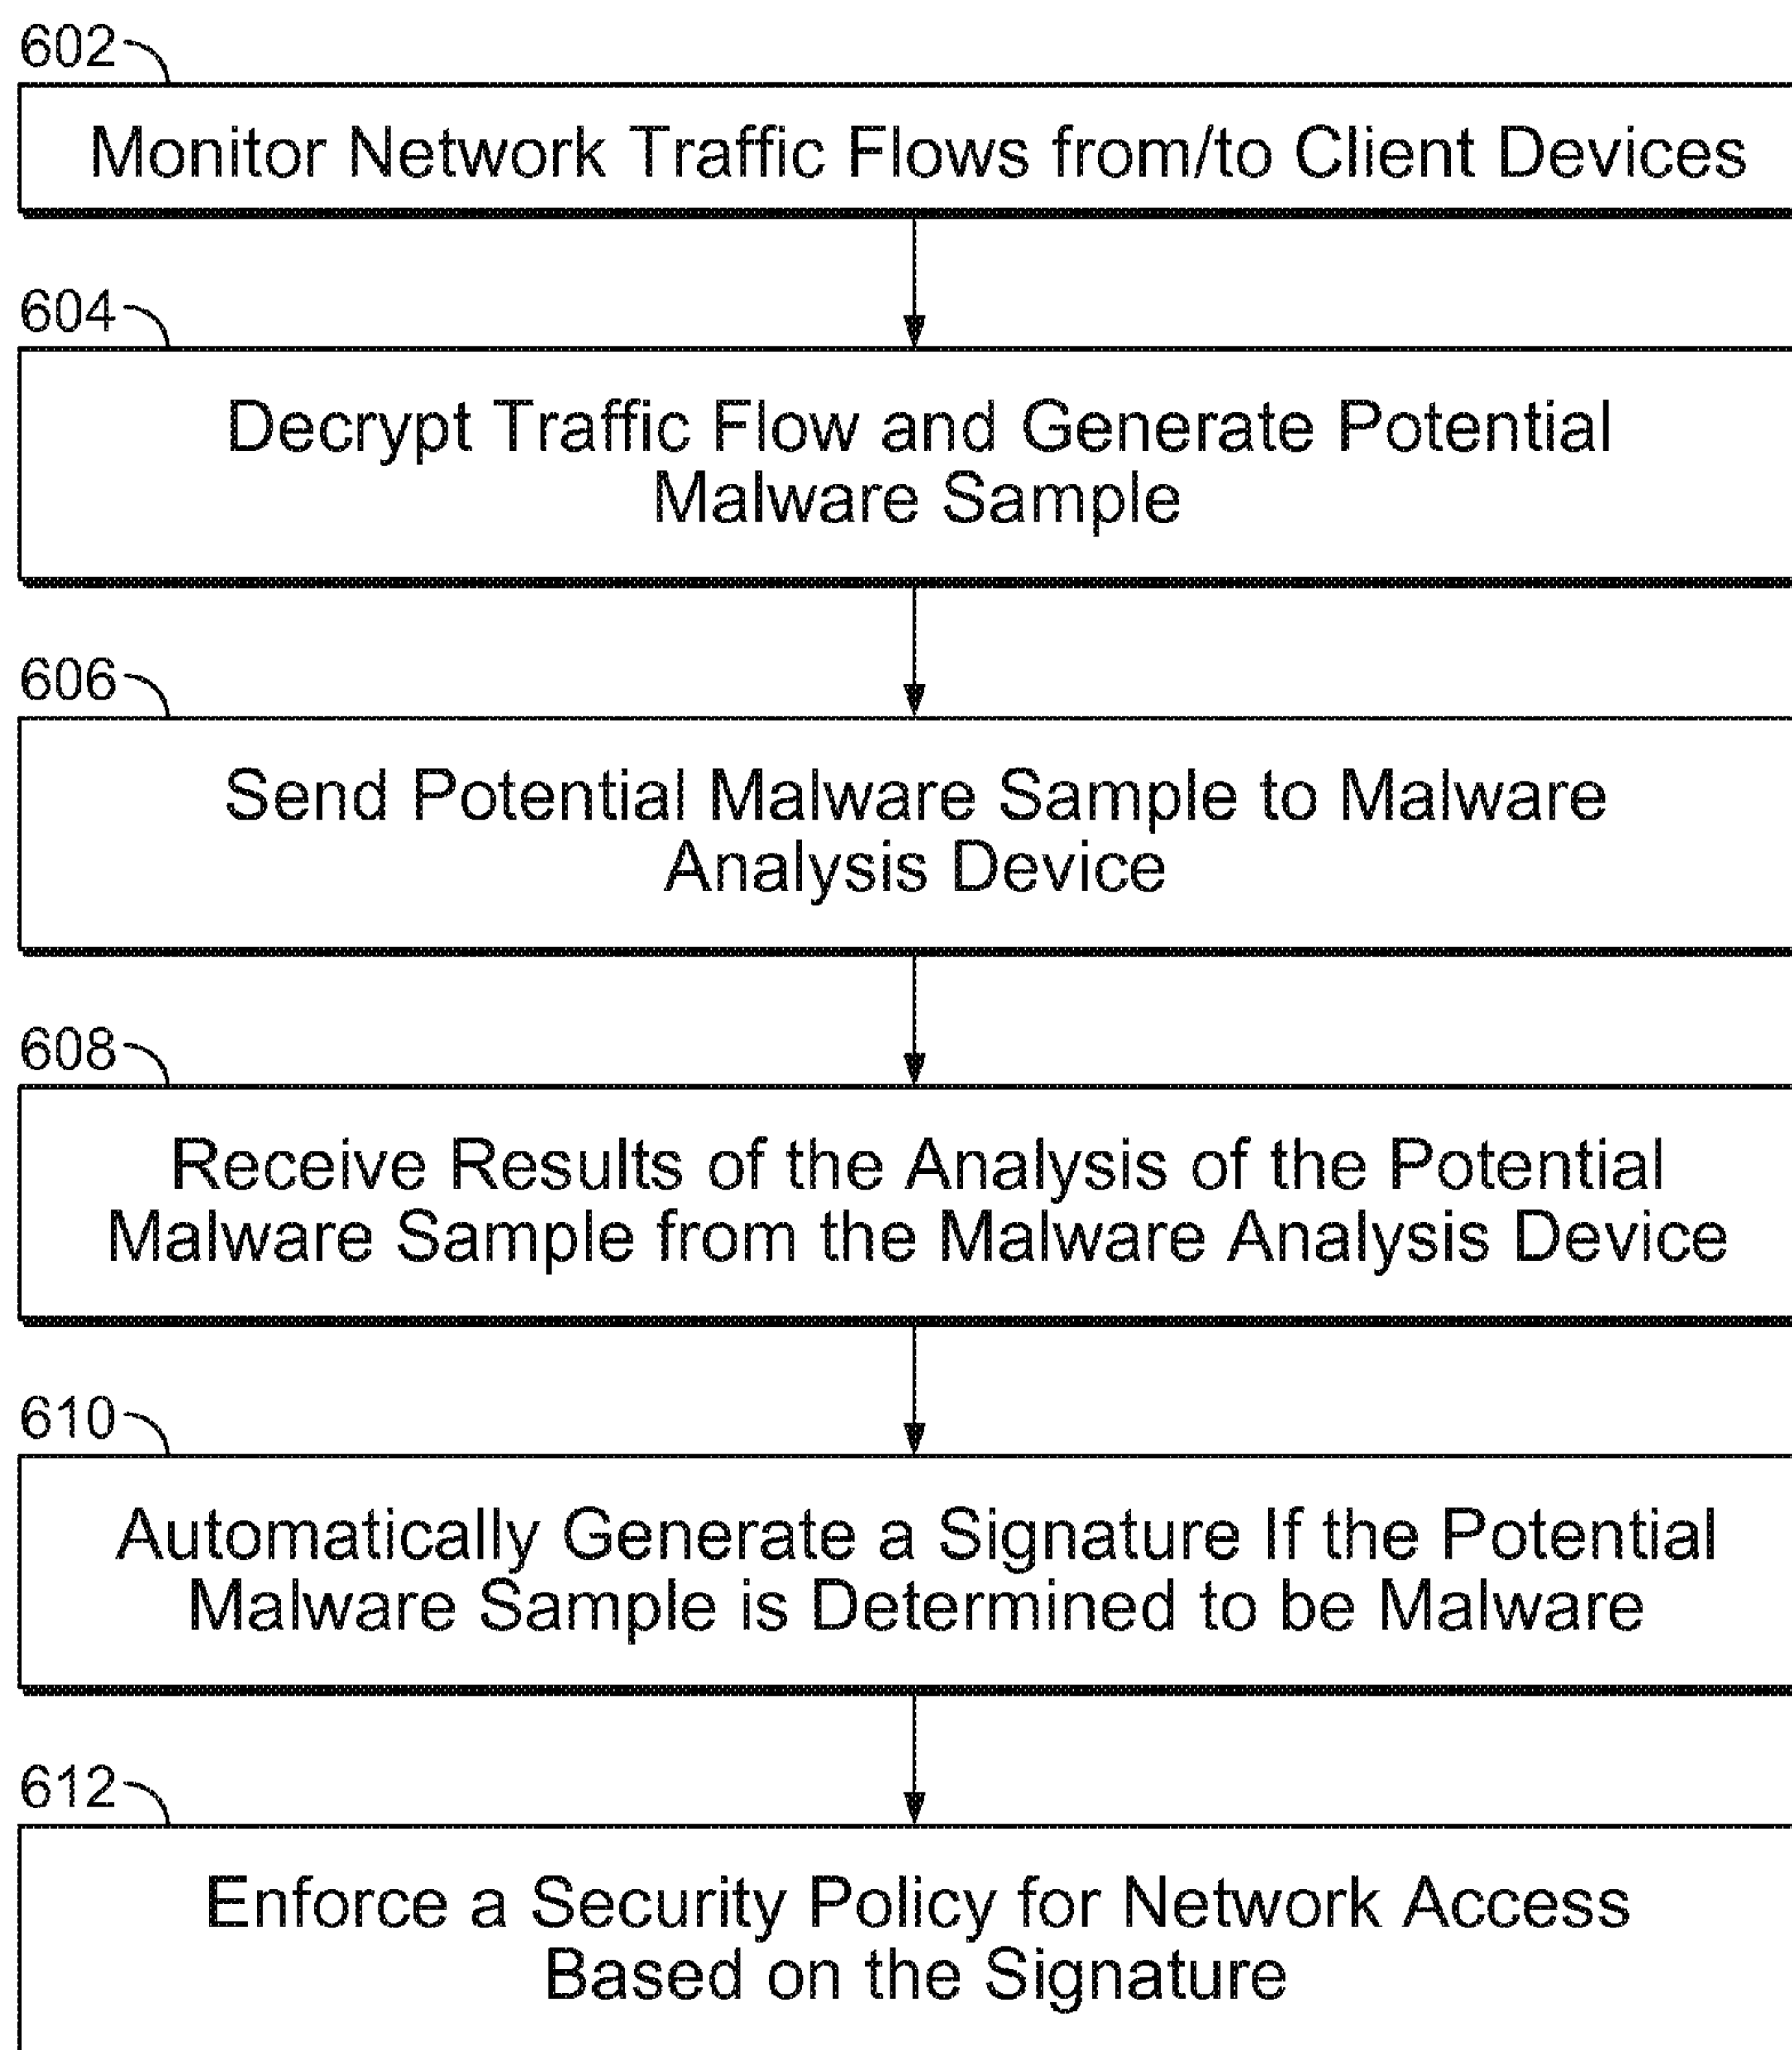 602
Monitor Network Traffic Flows from/to Client Devices
604
Decrypt Traffic Flow and Generate Potential
Malware Sample
606
Send Potential Malware Sample to Malware
Analysis Device
608
Receive Results of the Analysis of the Potential
Malware Sample from the Malware Analysis Device
610
Automatically Generate a Signature If the Potential
Malware Sample is Determined to be Malware
612
Enforce a Security Policy for Network Access
Based on the Signature